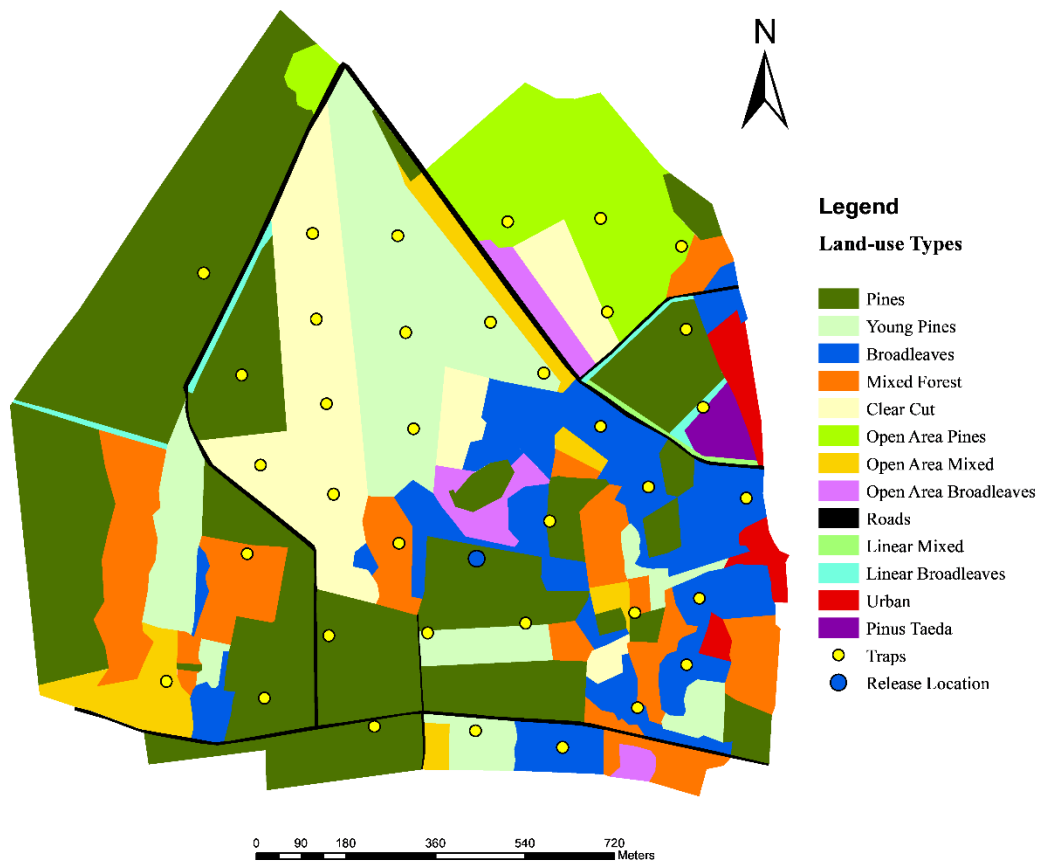 N
Legend
Land-use Types
Pines
Young Pines
Broadleaves
Mixed Forest
Clear Cut
Open Area Pines
Open Area Mixed
Open Area Broadleaves
Roads
Linear Mixed
Linear Broadleaves
Urban
Pinus Taeda
Traps
Release Location
0 90 180 360 540 720
Meters